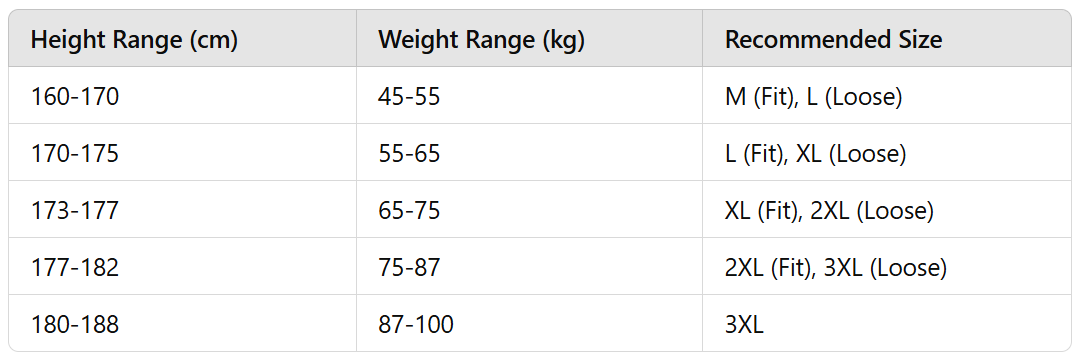 Height Range (cm) Weight Range (kg) Recommended Size
160-170 45-55 M (Fit), L (Loose)
170-175 55-65 L (Fit), XL (Loose)
173-177 65-75 XL (Fit), 2XL (Loose)
177-182 75-87 2XL (Fit), 3XL (Loose)
180-188 87-100 3XL